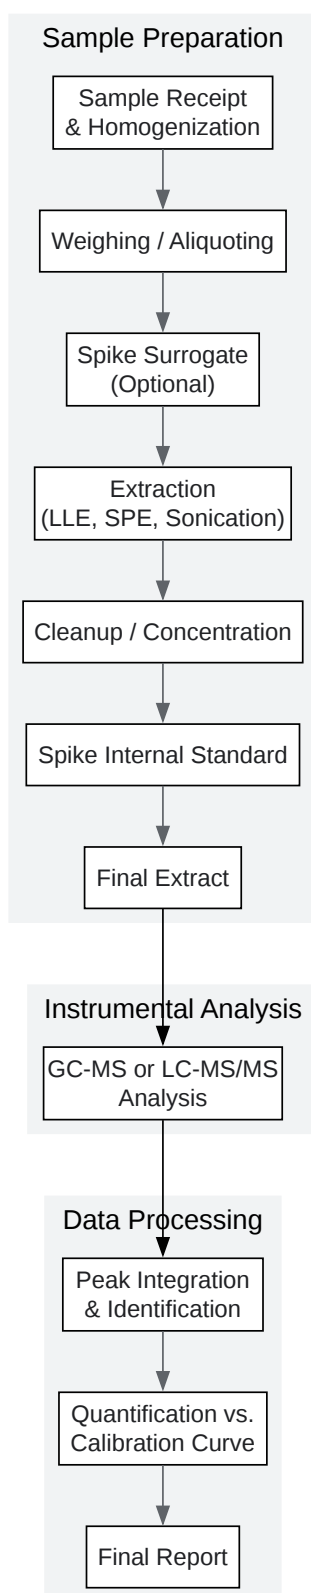 Sample Preparation
Sample Receipt
& Homogenization
Weighing / Aliquoting
Spike Surrogate
(Optional)
Extraction
(LLE, SPE, Sonication)
Cleanup / Concentration
Spike Internal Standard
Final Extract
Instrumental Analysis
GC-MS or LC-MS/MS
Analysis
Data Processing
Peak Integration
& Identification
Quantification vs.
Calibration Curve
Final Report